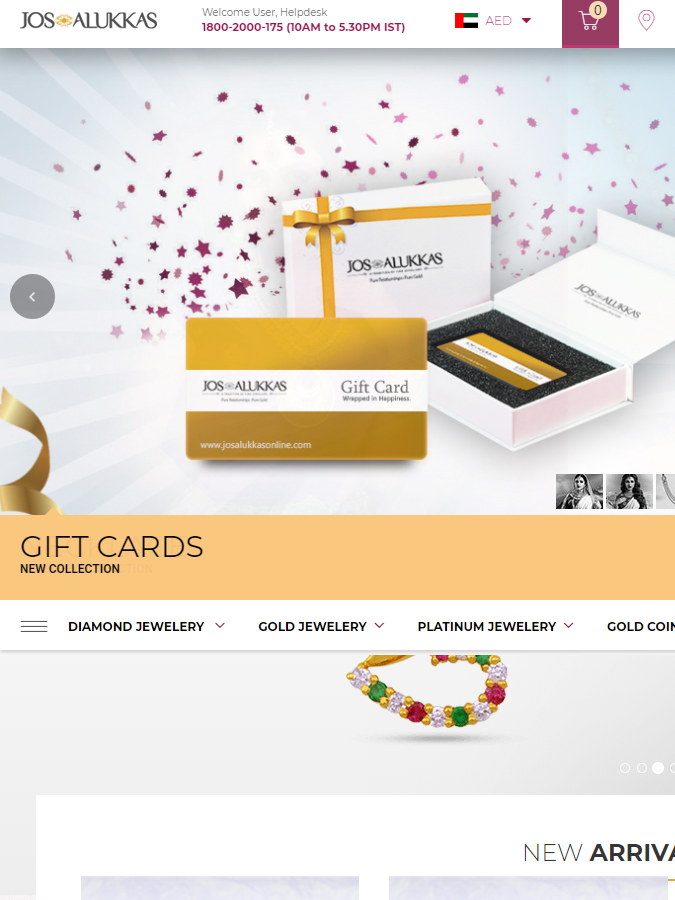 JOS ALUKKAS
Welcome User, Helpdesk
1800-2000-175 (10AM to 5.30PM IST)
AED
0
JOS ALUKKAS
Pure Relationships Pure Gold
JOS ALUKKAS
JOS ALUKKAS
Pure Relationships Pure Gold
Gift Card
Wrapped in Happiness.
www.josalukkasonline.com
GIFT CARDS
NEW COLLECTION
DIAMOND JEWELERY
GOLD JEWELERY
PLATINUM JEWELERY
GOLD COIN
NEW ARRIVA